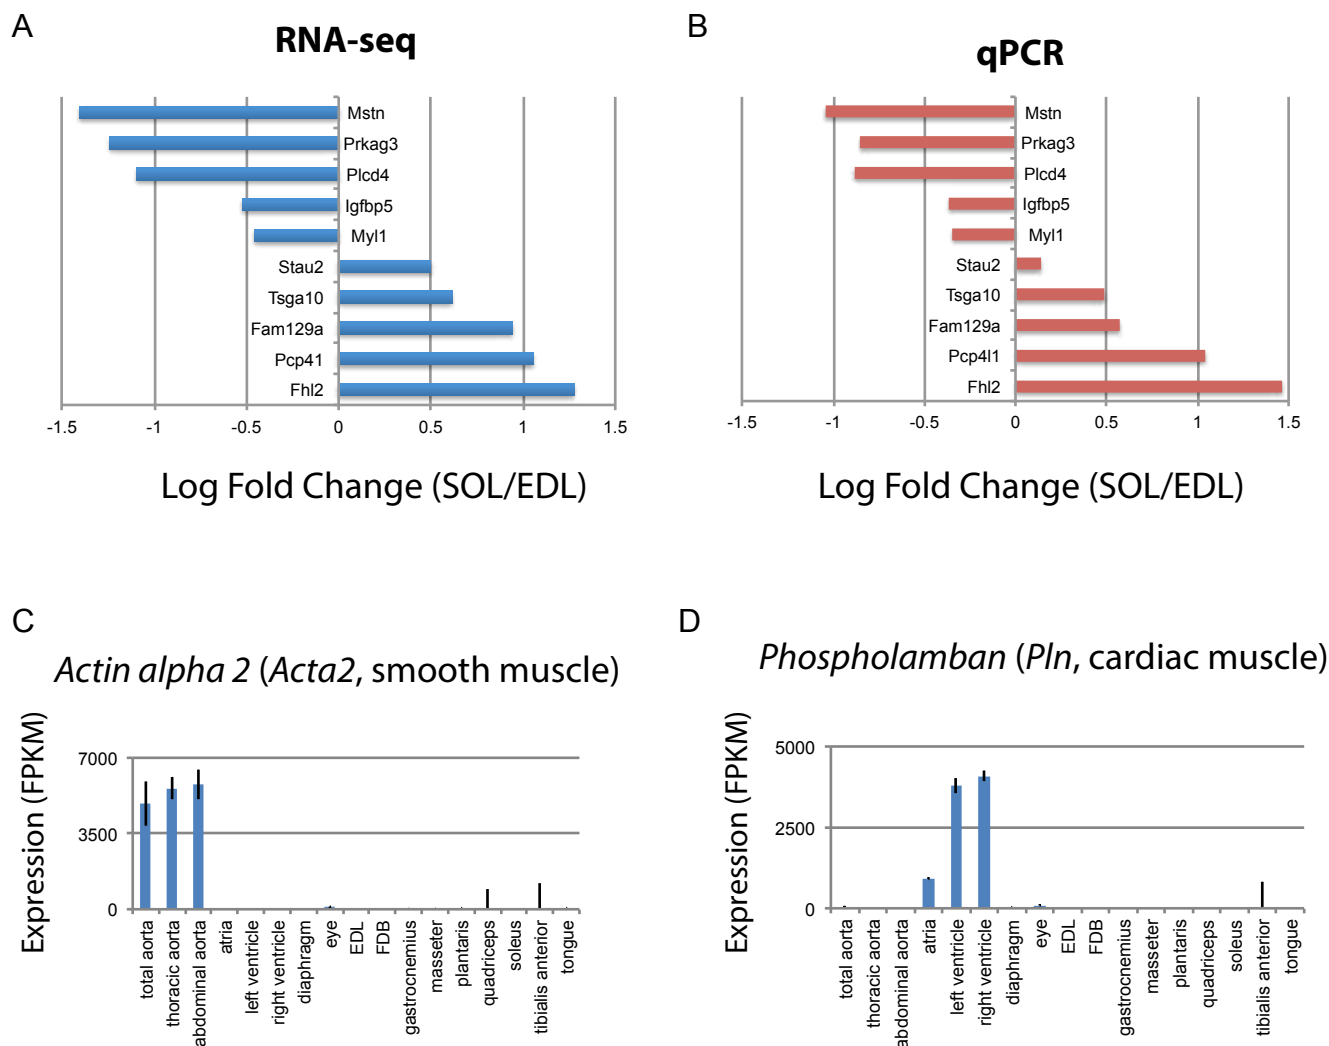 A
RNA-seq
Mstn
Prkag3
Plcd4
Igfbp5
Myl1
Stau2
Tsga10
Fam129a
Pcp41
Fhl2
-1.5 -1 -0.5 0 0.5 1 1.5
Log Fold Change (SOL/EDL)
B
qPCR
Mstn
Prkag3
Plcd4
Igfbp5
Myl1
Stau2
Tsga10
Fam129a
Pcp4l1
Fhl2
-1.5 -1 -0.5 0 0.5 1 1.5
Log Fold Change (SOL/EDL)
C
Actin alpha 2 (Acta2, smooth muscle)
Expression (FPKM)
7000
3500
0
total aorta
thoracic aorta
abdominal aorta
atria
left ventricle
right ventricle
diaphragm
eye
EDL
FDB
gastrocnemius
masseter
plantaris
quadriceps
soleus
tibialis anterior
tongue
D
Phospholamban (Pln, cardiac muscle)
Expression (FPKM)
5000
2500
0
total aorta
thoracic aorta
abdominal aorta
atria
left ventricle
right ventricle
diaphragm
eye
EDL
FDB
gastrocnemius
masseter
plantaris
quadriceps
soleus
tibialis anterior
tongue